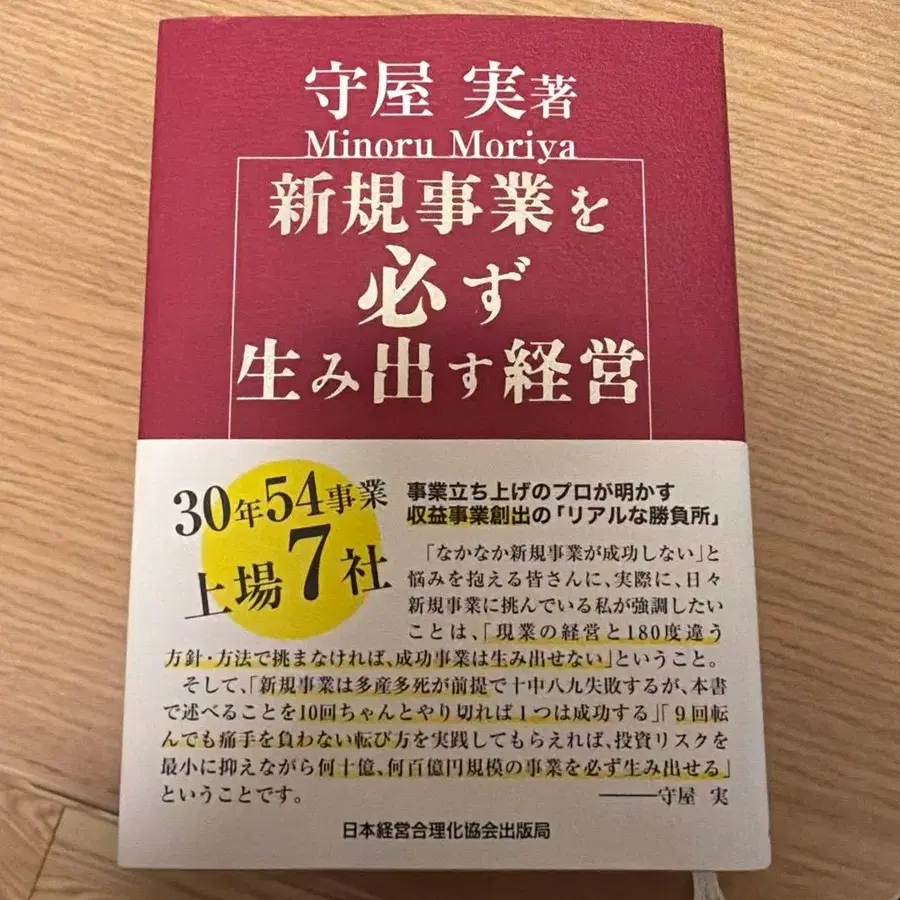 守屋 実著
Minoru Moriya
新規事業を
必ず
生み出す経営
30年54事業
上場7社
事業立ち上げのプロが明かす
収益事業創出の「リアルな勝負所」
「なかなか新規事業が成功しない」と
悩みを抱える皆さんに、実際に、日々
新規事業に挑んでいる私が強調したい
ことは、「現業の経営と180度違う
方針・方法で挑まなければ、成功事業は生み出せない」ということ。
そして、「新規事業は多産多死が前提で十中八九失敗するが、本書
で述べることを10回ちゃんとやり切れば1つは成功する」「9回転
んでも痛手を負わない転び方を実践してもらえれば、投資リスクを
最小に抑えながら何十億、何百億円規模の事業を必ず生み出せる」
ということです。 ――守屋 実
日本経営合理化協会出版局